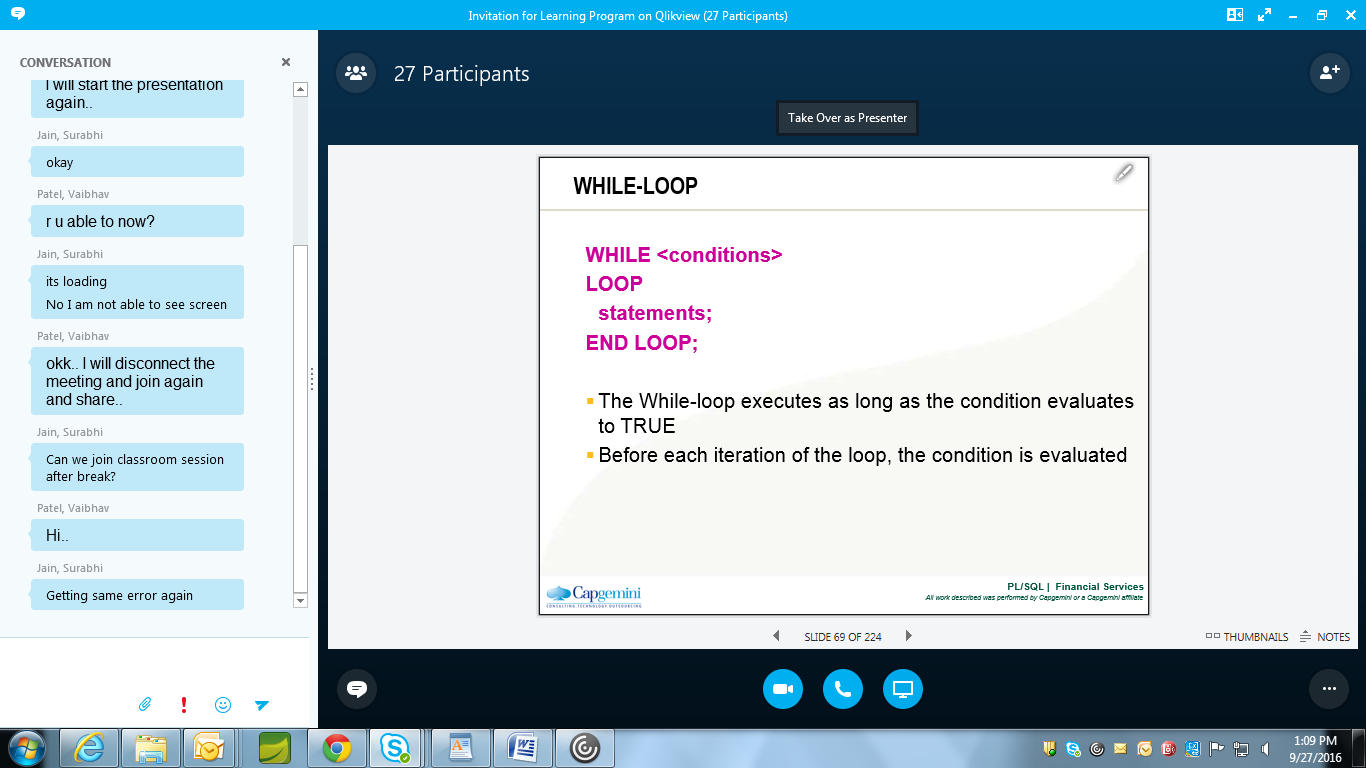 Invitation for Learning Program on Qlikview (27 Participants)
CONVERSATION
I will start the presentation
again..
Jain, Surabhi
okay
Patel, Vaibhav
r u able to now?
Jain, Surabhi
its loading
No I am not able to see screen
Patel, Vaibhav
okk.. I will disconnect the
meeting and join again
and share..
Jain, Surabhi
Can we join classroom session
after break?
Patel, Vaibhav
Hi..
Jain, Surabhi
Getting same error again
27 Participants
Take Over as Presenter
WHILE-LOOP
WHILE <conditions>
LOOP
statements;
END LOOP;
The While-loop executes as long as the condition evaluates
to TRUE
Before each iteration of the loop, the condition is evaluated
Capgemini
CONSULTING.TECHNOLOGY.OUTSOURCING
PL/SQL | Financial Services
All work described was performed by Capgemini or a Capgemini affiliate
SLIDE 69 OF 224
THUMBNAILS
NOTES
1:09 PM
9/27/2016